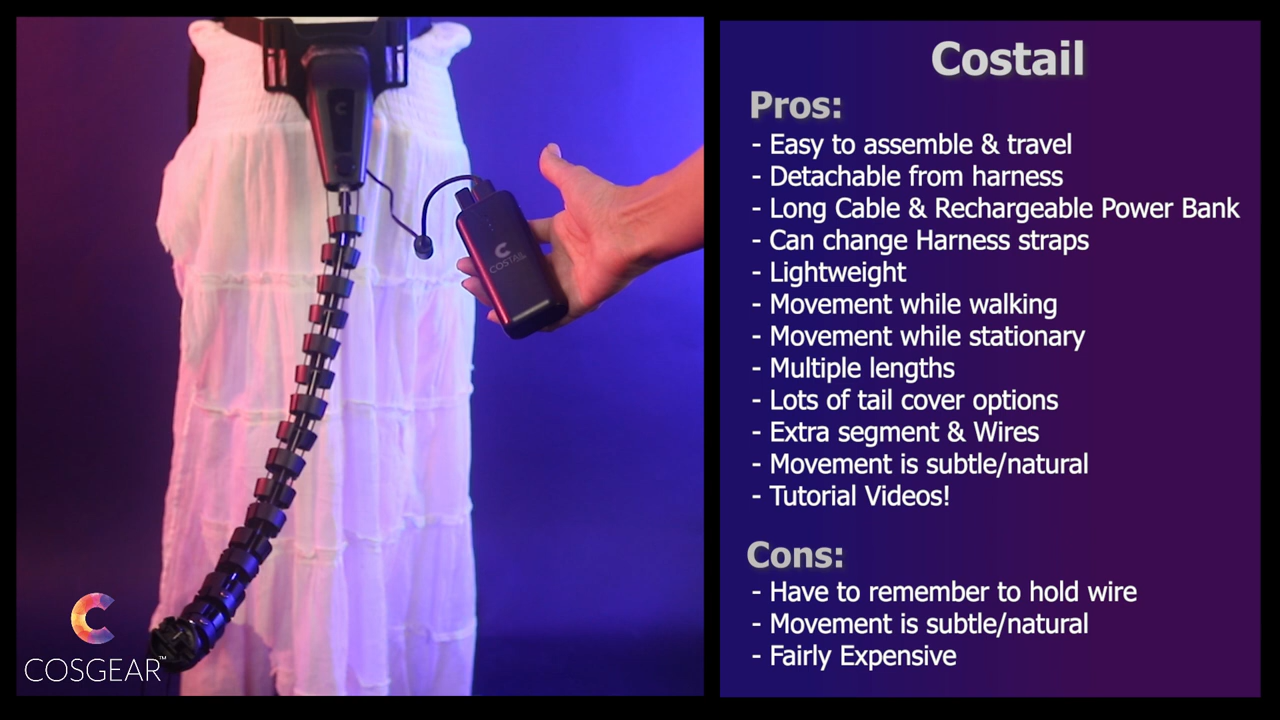 Costail
Pros:
- Easy to assemble & travel
- Detachable from harness
- Long Cable & Rechargeable Power Bank
- Can change Harness straps
- Lightweight
- Movement while walking
- Movement while stationary
- Multiple lengths
- Lots of tail cover options
- Extra segment & Wires
- Movement is subtle/natural
- Tutorial Videos!
Cons:
- Have to remember to hold wire
- Movement is subtle/natural
- Fairly Expensive
COSTAIL
COSGEAR™